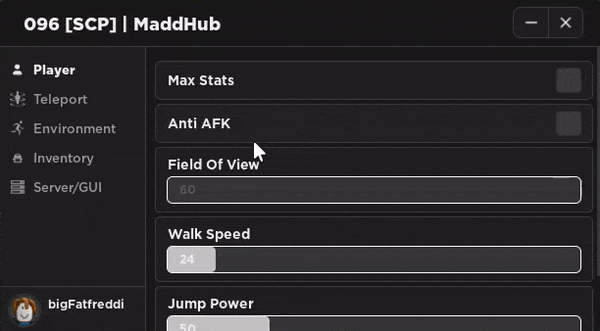 096 [SCP] | MaddHub
Player
Teleport
Environment
Inventory
Server/GUI
bigFatfreddi
Max Stats
Anti AFK
Field Of View
60
Walk Speed
24
Jump Power
50